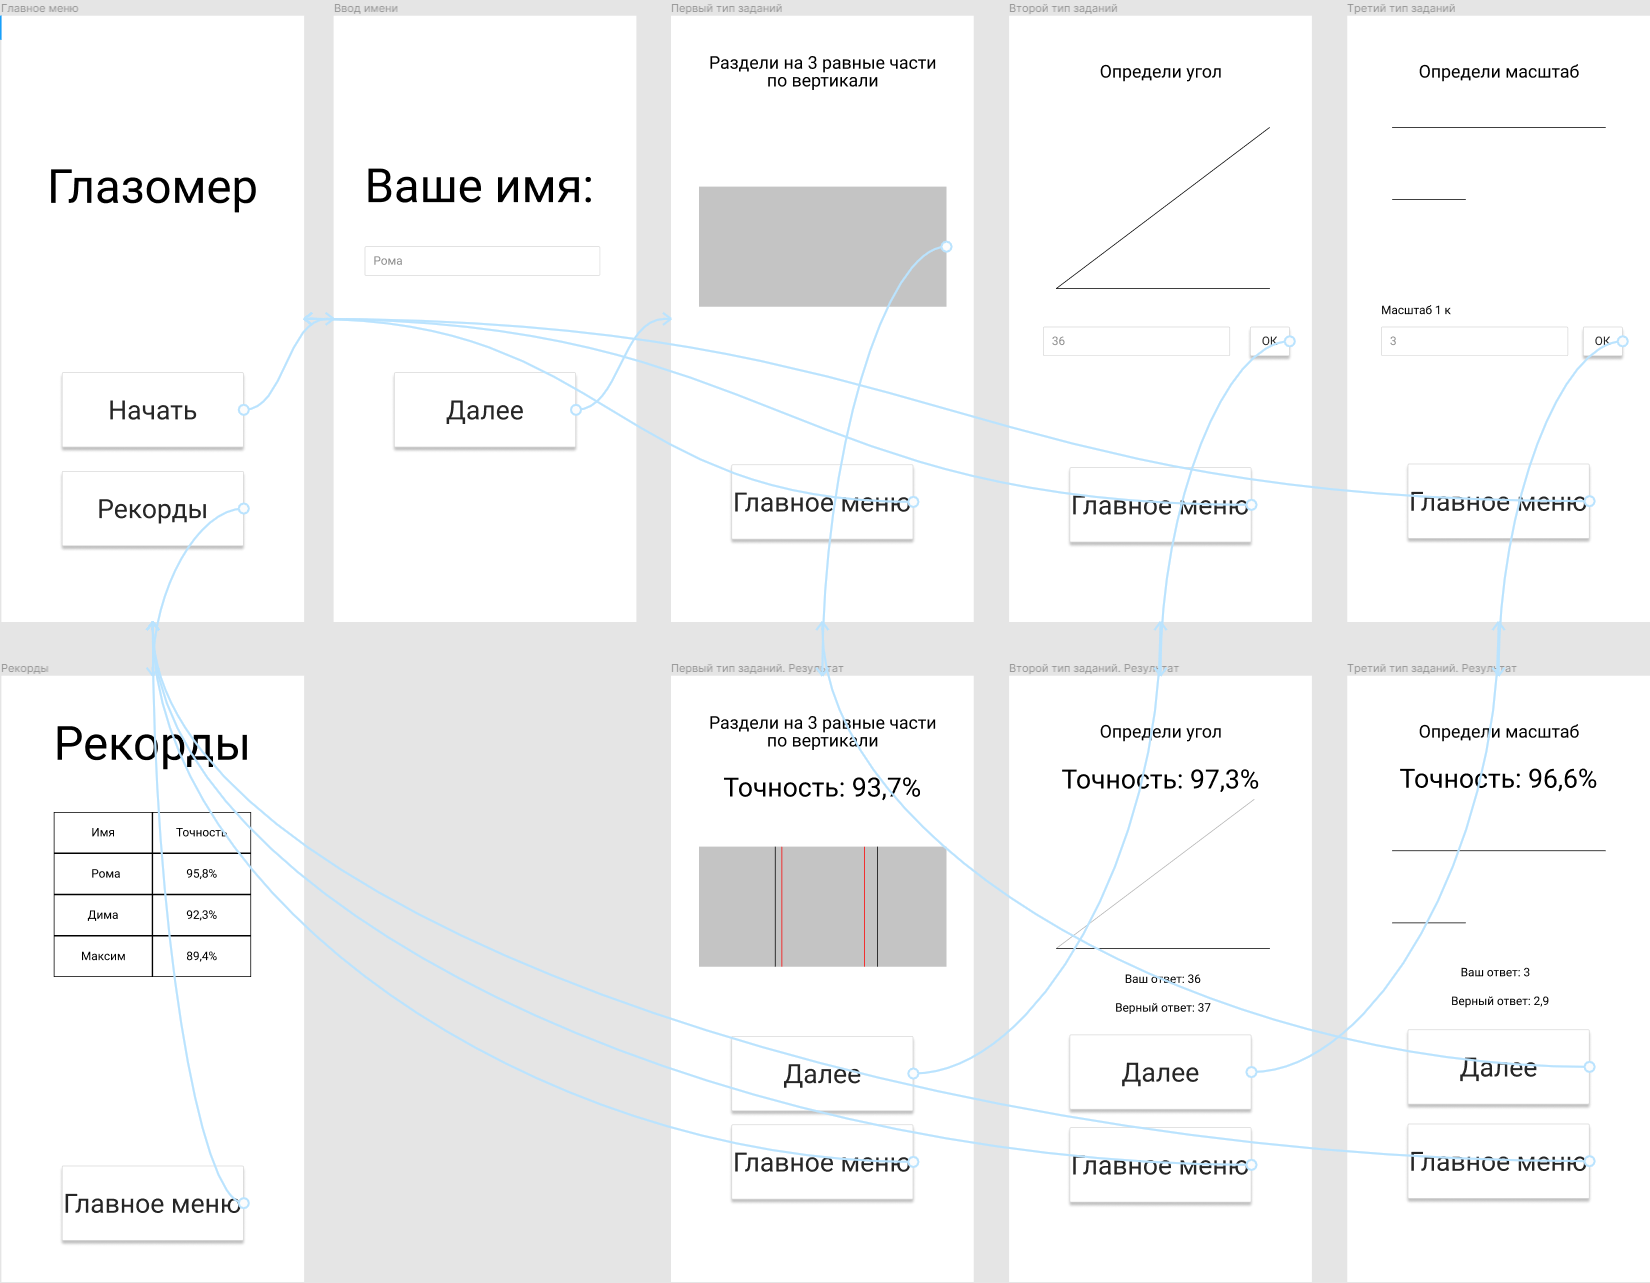 Главное меню
Глазомер
Начать
Рекорды
Ввод имени
Ваше имя:
Рома
Далее
Первый тип заданий
Раздели на 3 равные части
по вертикали
Главное меню
Второй тип заданий
Определи угол
36
ОК
Главное меню
Третий тип заданий
Определи масштаб
Масштаб 1 к
3
ОК
Главное меню
Рекорды
Рекорды
Имя
Точность
Рома
95,8%
Дима
92,3%
Максим
89,4%
Главное меню
Первый тип заданий. Результат
Раздели на 3 равные части
по вертикали
Точность: 93,7%
Далее
Главное меню
Второй тип заданий. Результат
Определи угол
Точность: 97,3%
Ваш ответ: 36
Верный ответ: 37
Далее
Главное меню
Третий тип заданий. Результат
Определи масштаб
Точность: 96,6%
Ваш ответ: 3
Верный ответ: 2,9
Далее
Главное меню